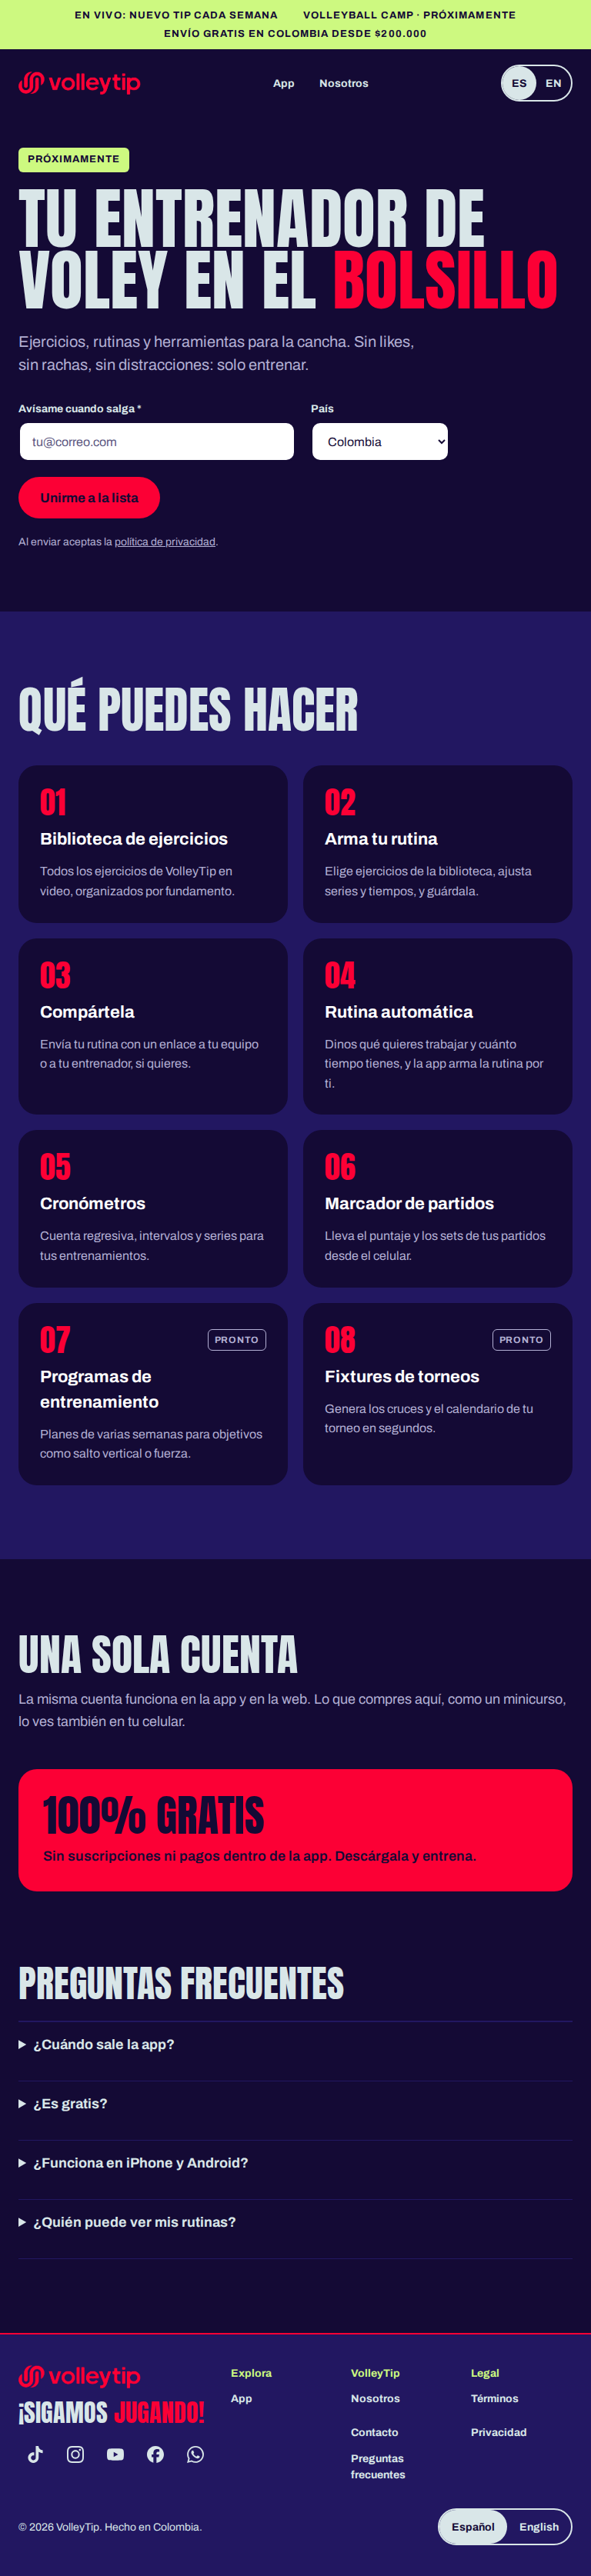 EN VIVO: NUEVO TIP CADA SEMANA VOLLEYBALL CAMP · PRÓXIMAMENTE
ENVÍO GRATIS EN COLOMBIA DESDE $200.000
volleytip
App Nosotros
ES EN
PRÓXIMAMENTE
TU ENTRENADOR DE
VOLEY EN EL BOLSILLO
Ejercicios, rutinas y herramientas para la cancha. Sin likes,
sin rachas, sin distracciones: solo entrenar.
Avísame cuando salga * País
tu@correo.com Colombia
Unirme a la lista
Al enviar aceptas la política de privacidad.
QUÉ PUEDES HACER
01
Biblioteca de ejercicios
Todos los ejercicios de VolleyTip en
video, organizados por fundamento.
02
Arma tu rutina
Elige ejercicios de la biblioteca, ajusta
series y tiempos, y guárdala.
03
Compártela
Envía tu rutina con un enlace a tu equipo
o a tu entrenador, si quieres.
04
Rutina automática
Dinos qué quieres trabajar y cuánto
tiempo tienes, y la app arma la rutina por
ti.
05
Cronómetros
Cuenta regresiva, intervalos y series para
tus entrenamientos.
06
Marcador de partidos
Lleva el puntaje y los sets de tus partidos
desde el celular.
07 PRONTO
Programas de
entrenamiento
Planes de varias semanas para objetivos
como salto vertical o fuerza.
08 PRONTO
Fixtures de torneos
Genera los cruces y el calendario de tu
torneo en segundos.
UNA SOLA CUENTA
La misma cuenta funciona en la app y en la web. Lo que compres aquí, como un minicurso,
lo ves también en tu celular.
100% GRATIS
Sin suscripciones ni pagos dentro de la app. Descárgala y entrena.
PREGUNTAS FRECUENTES
¿Cuándo sale la app?
¿Es gratis?
¿Funciona en iPhone y Android?
¿Quién puede ver mis rutinas?
volleytip
¡SIGAMOS JUGANDO!
Explora
App
VolleyTip
Nosotros
Contacto
Preguntas
frecuentes
Legal
Términos
Privacidad
© 2026 VolleyTip. Hecho en Colombia.
Español English